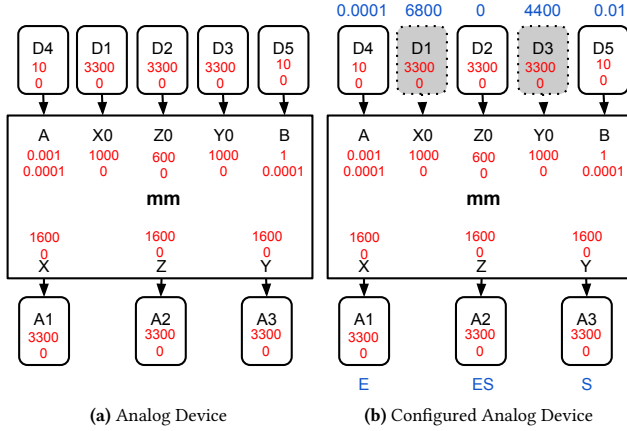 0.0001 6800 0 4400 0.01
D4 D1 D2 D3 D5 D4 D1 D2 D3 D5
10 3300 3300 3300 10 10 3300 3300 3300 10
0 0 0 0 0 0 0 0 0 0
A X0 Z0 Y0 B A X0 Z0 Y0 B
0.001 1000 600 1000 1 0.001 1000 600 1000 1
0.0001 0 0 0 0.0001 0.0001 0 0 0 0.0001
mm mm
1600 1600 1600 1600 1600 1600
0 0 0 0 0 0
X Z Y X Z Y
A1 A2 A3 A1 A2 A3
3300 3300 3300 3300 3300 3300
0 0 0 0 0 0
E ES S
(a) Analog Device (b) Configured Analog Device